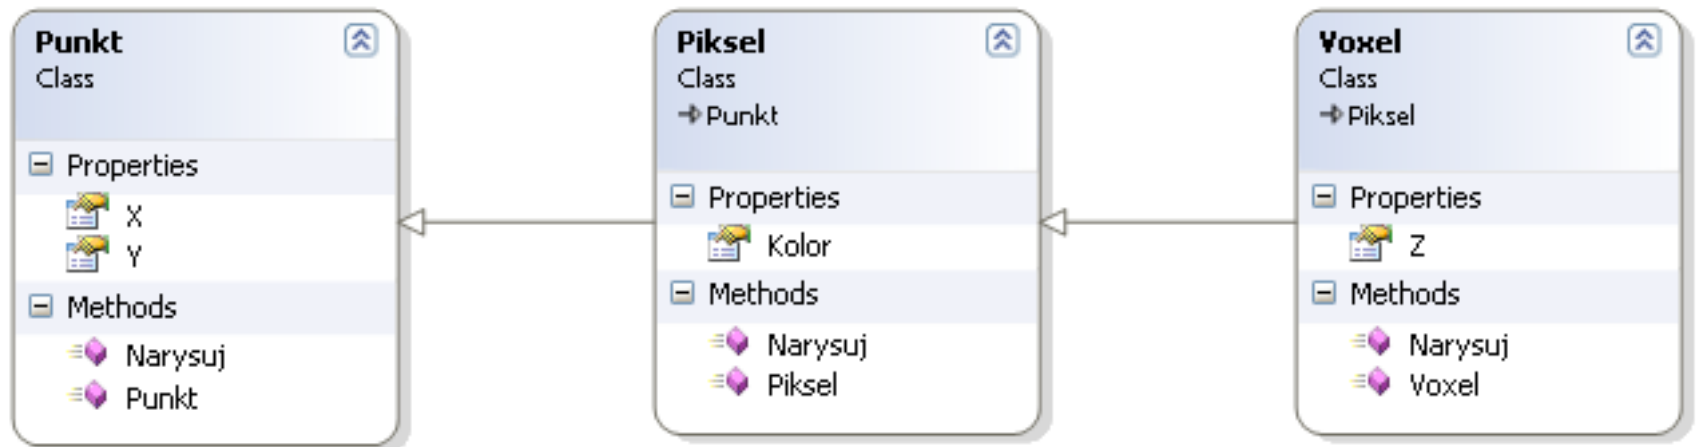 Punkt
Class
Properties
X
Y
Methods
Narysuj
Punkt
Piksel
Class
Punkt
Properties
Kolor
Methods
Narysuj
Piksel
Voxel
Class
Piksel
Properties
Z
Methods
Narysuj
Voxel